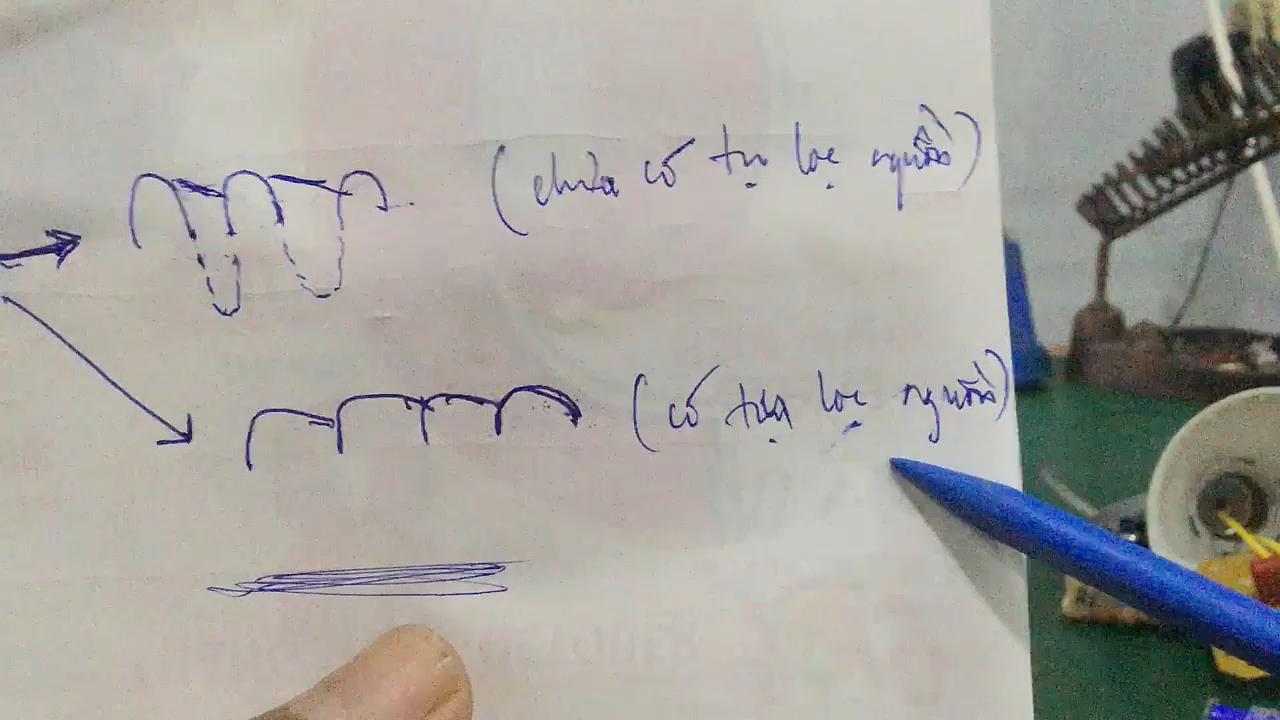 (chưa có tụ lọc nguồn)
(có tụ lọc nguồn)